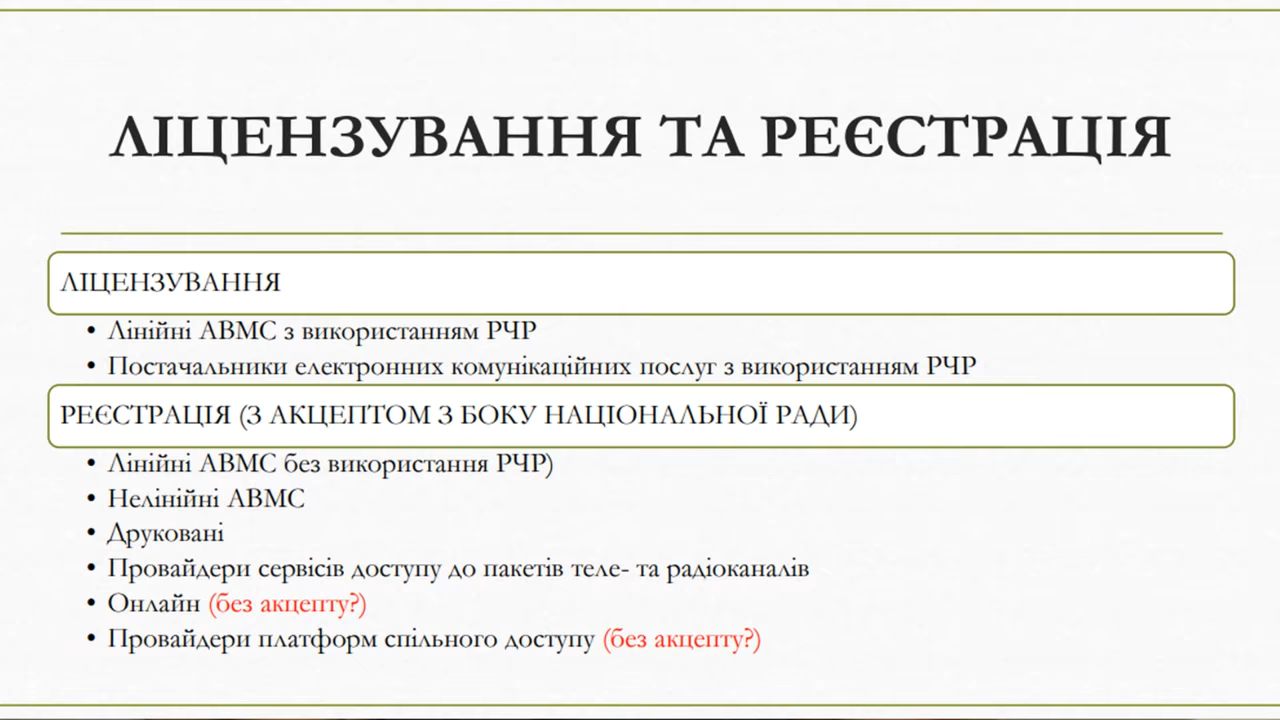 ЛІЦЕНЗУВАННЯ ТА РЕЄСТРАЦІЯ
ЛІЦЕНЗУВАННЯ
• Лінійні АВМС з використанням РЧР
• Постачальники електронних комунікаційних послуг з використанням РЧР
РЕЄСТРАЦІЯ (З АКЦЕПТОМ З БОКУ НАЦІОНАЛЬНОЇ РАДИ)
• Лінійні АВМС без використання РЧР)
• Нелінійні АВМС
• Друковані
• Провайдери сервісів доступу до пакетів теле- та радіоканалів
• Онлайн (без акцепту?)
• Провайдери платформ спільного доступу (без акцепту?)